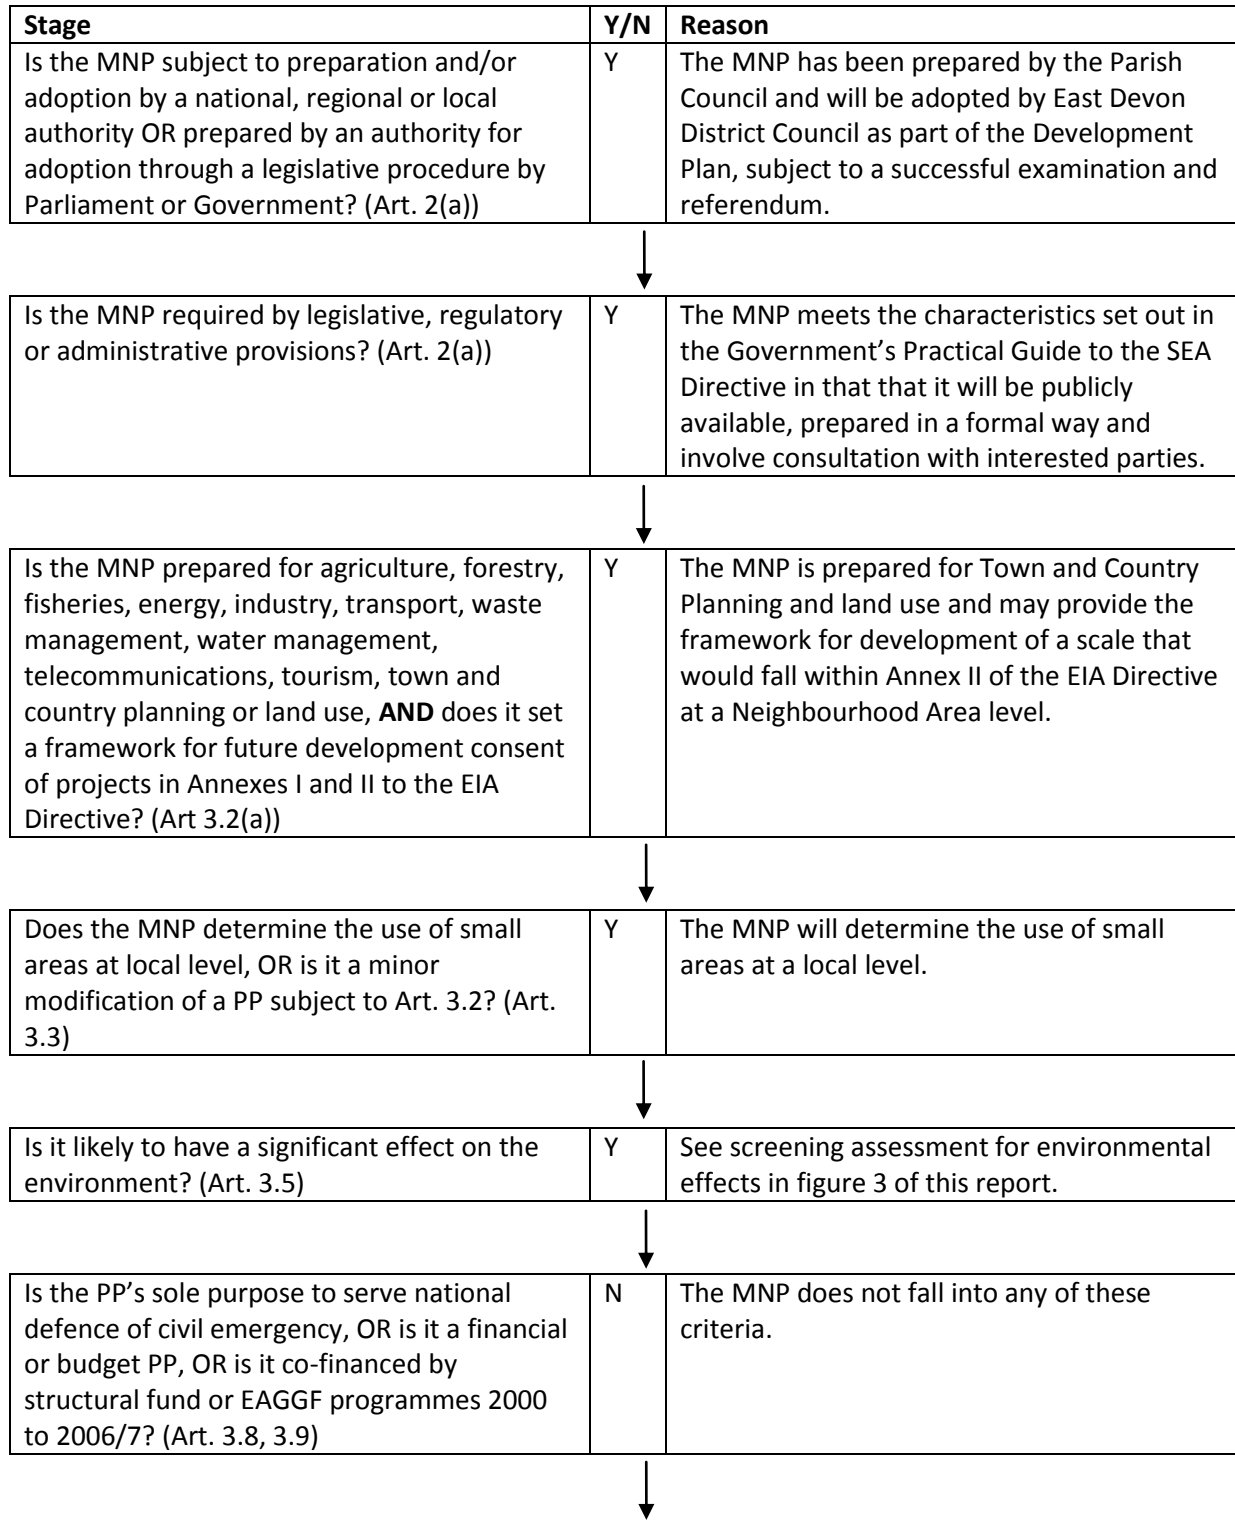 Stage Y/N Reason
Is the MNP subject to preparation and/or
adoption by a national, regional or local
authority OR prepared by an authority for
adoption through a legislative procedure by
Parliament or Government? (Art. 2(a))
Y
The MNP has been prepared by the Parish
Council and will be adopted by East Devon
District Council as part of the Development
Plan, subject to a successful examination and
referendum.
Is the MNP required by legislative, regulatory
or administrative provisions? (Art. 2(a))
Y
The MNP meets the characteristics set out in
the Government’s Practical Guide to the SEA
Directive in that that it will be publicly
available, prepared in a formal way and
involve consultation with interested parties.
Is the MNP prepared for agriculture, forestry,
fisheries, energy, industry, transport, waste
management, water management,
telecommunications, tourism, town and
country planning or land use, AND does it set
a framework for future development consent
of projects in Annexes I and II to the EIA
Directive? (Art 3.2(a))
Y
The MNP is prepared for Town and Country
Planning and land use and may provide the
framework for development of a scale that
would fall within Annex II of the EIA Directive
at a Neighbourhood Area level.
Does the MNP determine the use of small
areas at local level, OR is it a minor
modification of a PP subject to Art. 3.2? (Art.
3.3)
Y
The MNP will determine the use of small
areas at a local level.
Is it likely to have a significant effect on the
environment? (Art. 3.5)
Y
See screening assessment for environmental
effects in figure 3 of this report.
Is the PP’s sole purpose to serve national
defence of civil emergency, OR is it a financial
or budget PP, OR is it co-financed by
structural fund or EAGGF programmes 2000
to 2006/7? (Art. 3.8, 3.9)
N
The MNP does not fall into any of these
criteria.